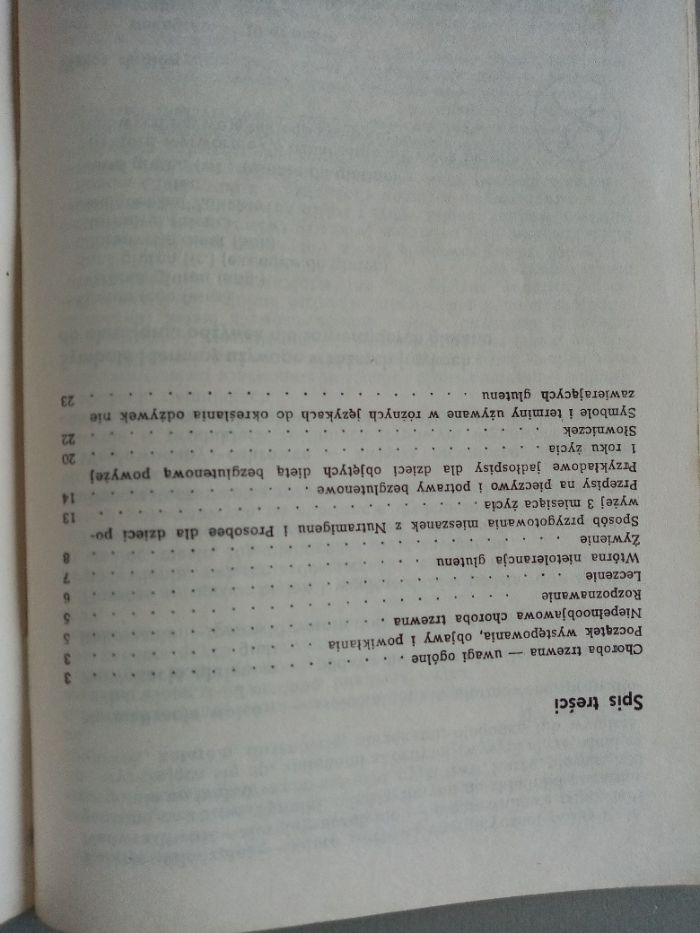 Spis treści
Choroba trzewna — uwagi ogólne . . . . . . . . . . . . . 3
Początek występowania, objawy i powikłania . . . . . . . . . . 3
Niepełnoobjawowa choroba trzewna . . . . . . . . . . . . 5
Rozpoznawanie . . . . . . . . . . . . . . . . . . 5
Leczenie . . . . . . . . . . . . . . . . . . . . 6
Wtórna nietolerancja glutenu . . . . . . . . . . . . . . 7
Żywienie . . . . . . . . . . . . . . . . . . . . 8
Sposób przygotowania mieszanek z Nutramigenu i Prosobee dla dzieci po-
wyżej 3 miesiąca życia . . . . . . . . . . . . . . . . 13
Przepisy na pieczywo i potrawy bezglutenowe . . . . . . . . . . 14
Przykładowe jadłospisy dla dzieci objętych dietą bezglutenową powyżej
1 roku życia . . . . . . . . . . . . . . . . . . . 20
Słowniczek . . . . . . . . . . . . . . . . . . . . 22
Symbole i terminy używane w różnych językach do określania odżywek nie
zawierających glutenu . . . . . . . . . . . . . . . . 23